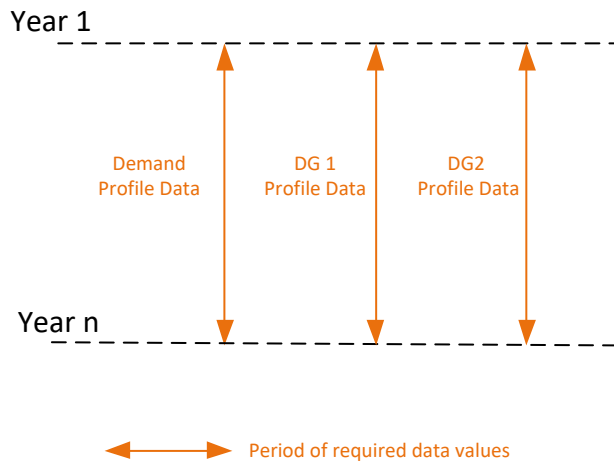 Year 1
Demand
Profile Data
DG 1
Profile Data
DG2
Profile Data
Year n
Period of required data values